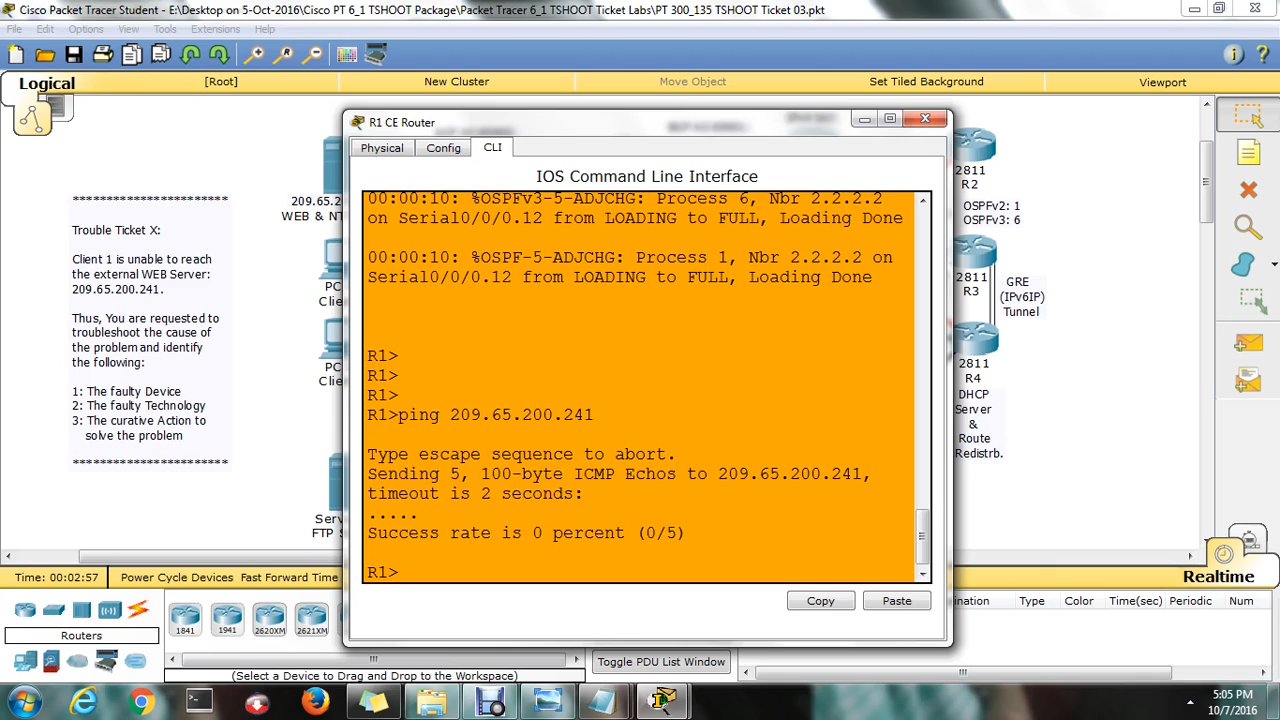 Cisco Packet Tracer Student - E:\Desktop on 5-Oct-2016\Cisco PT 6_1 TSHOOT Package\Packet Tracer 6_1 TSHOOT Ticket Labs\PT 300_135 TSHOOT Ticket 03.pkt
File Edit Options View Tools Extensions Help
Logical
[Root]
New Cluster
Move Object
Set Tiled Background
Viewport
**********************
Trouble Ticket X:
Client 1 is unable to reach
the external WEB Server:
209.65.200.241.
Thus, You are requested to
troubleshoot the cause of
the problem and identify
the following:
1: The faulty Device
2: The faulty Technology
3: The curative Action to
solve the problem
**********************
209.65.
WEB & NT
PC
Clie
PC
Clie
Serv
FTP S
R1 CE Router
Physical
Config
CLI
IOS Command Line Interface
00:00:10: %OSPFv3-5-ADJCHG: Process 6, Nbr 2.2.2.2
on Serial0/0/0.12 from LOADING to FULL, Loading Done
00:00:10: %OSPF-5-ADJCHG: Process 1, Nbr 2.2.2.2 on
Serial0/0/0.12 from LOADING to FULL, Loading Done
R1>
R1>
R1>
R1>ping 209.65.200.241
Type escape sequence to abort.
Sending 5, 100-byte ICMP Echos to 209.65.200.241,
timeout is 2 seconds:
.....
Success rate is 0 percent (0/5)
R1>
Copy
Paste
2811
R2
OSPFv2: 1
OSPFv3: 6
2811
R3
GRE
(IPv6IP)
Tunnel
2811
R4
DHCP
Server
&
Route
Redistrb.
Time: 00:02:57
Power Cycle Devices Fast Forward Time
Realtime
Routers
1841
1941
2620XM
2621XM
(Select a Device to Drag and Drop to the Workspace)
Toggle PDU List Window
ination Type Color Time(sec) Periodic Num
5:05 PM
10/7/2016